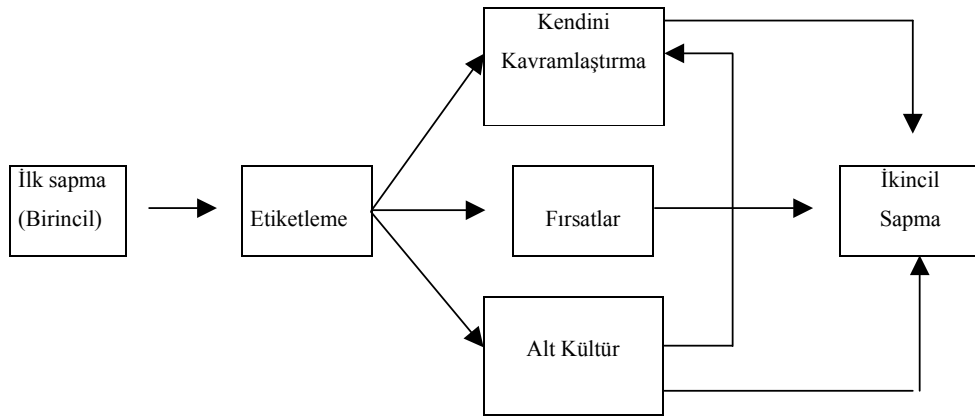 Kendini
Kavramlaştırma
İlk sapma
(Birincil)
Etiketleme
Fırsatlar
İkincil
Sapma
Alt Kültür